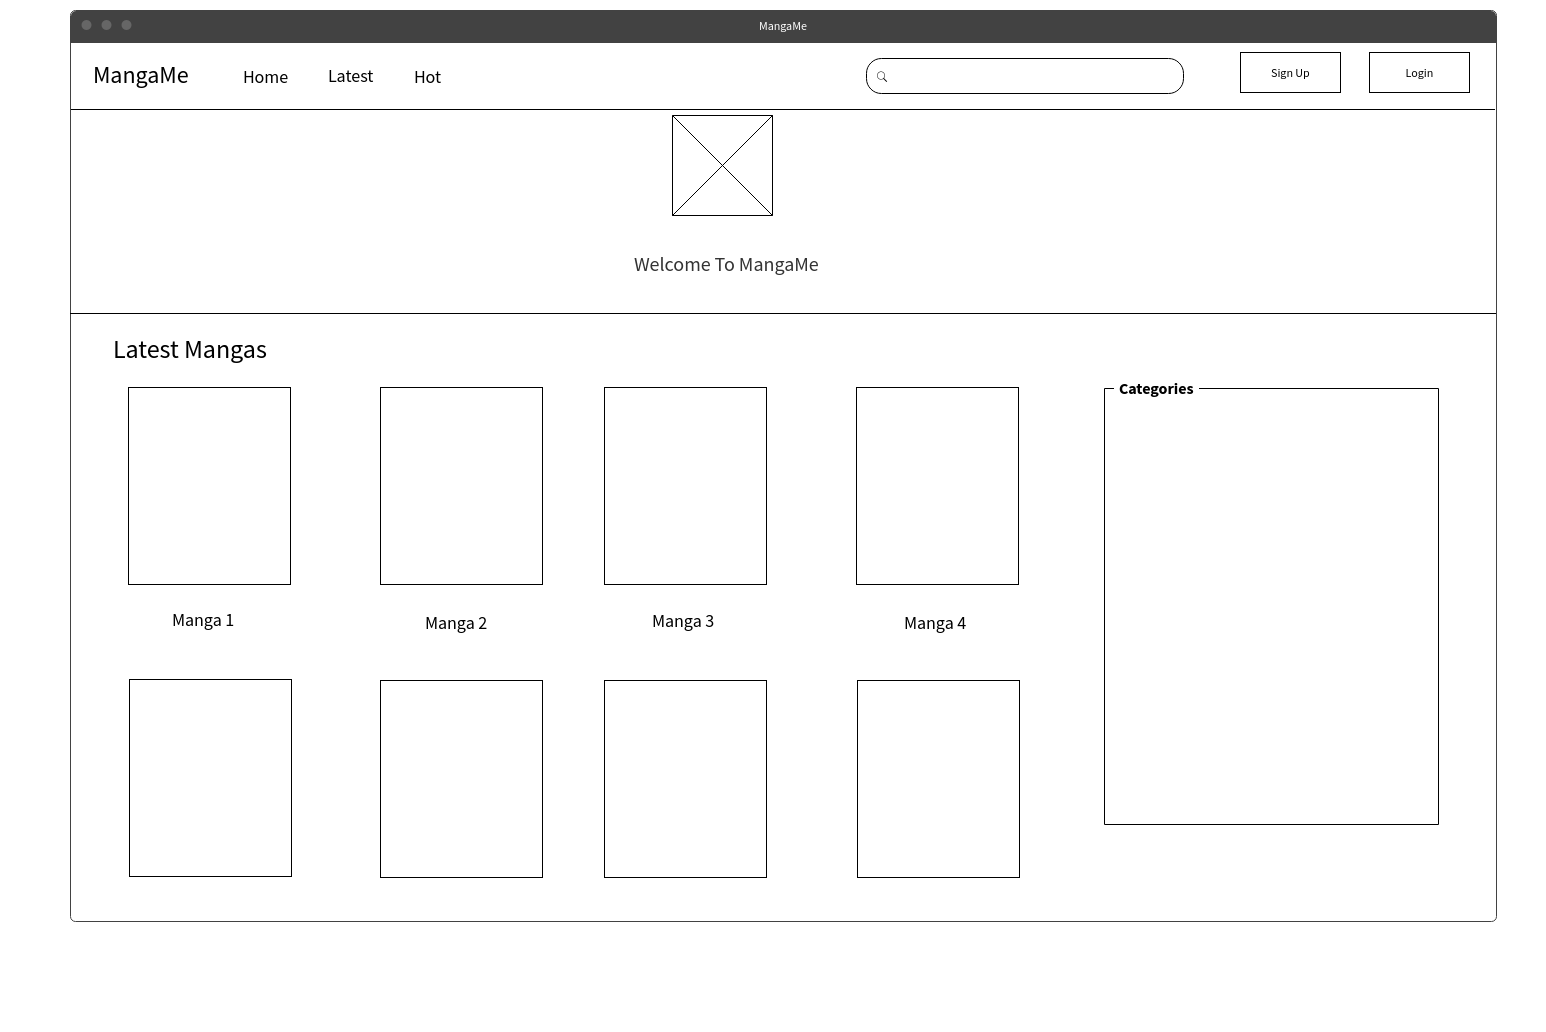 MangaMe
MangaMe
Home
Latest
Hot
Sign Up
Login
Welcome To MangaMe
Latest Mangas
Categories
Manga 1
Manga 2
Manga 3
Manga 4